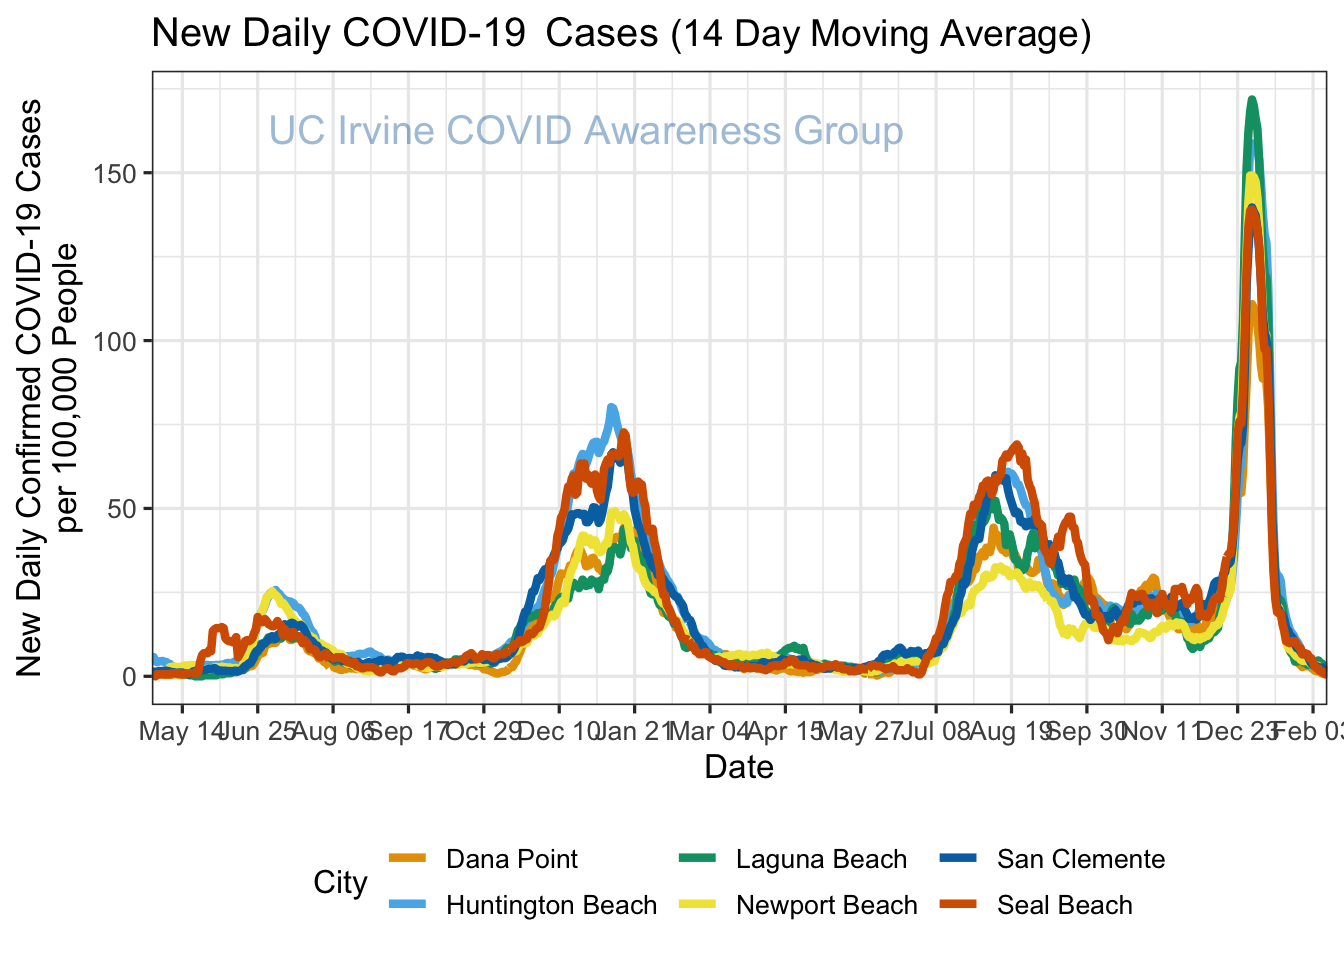 New Daily COVID-19 Cases (14 Day Moving Average)
UC Irvine COVID Awareness Group
New Daily Confirmed COVID-19 Cases
per 100,000 People
150
100
50
0
May 14 Jun 25 Aug 06 Sep 17 Oct 29 Dec 10 Jan 21 Mar 04 Apr 15 May 27 Jul 08 Aug 19 Sep 30 Nov 11 Dec 23 Feb 03
Date
City
Dana Point Laguna Beach San Clemente
Huntington Beach Newport Beach Seal Beach